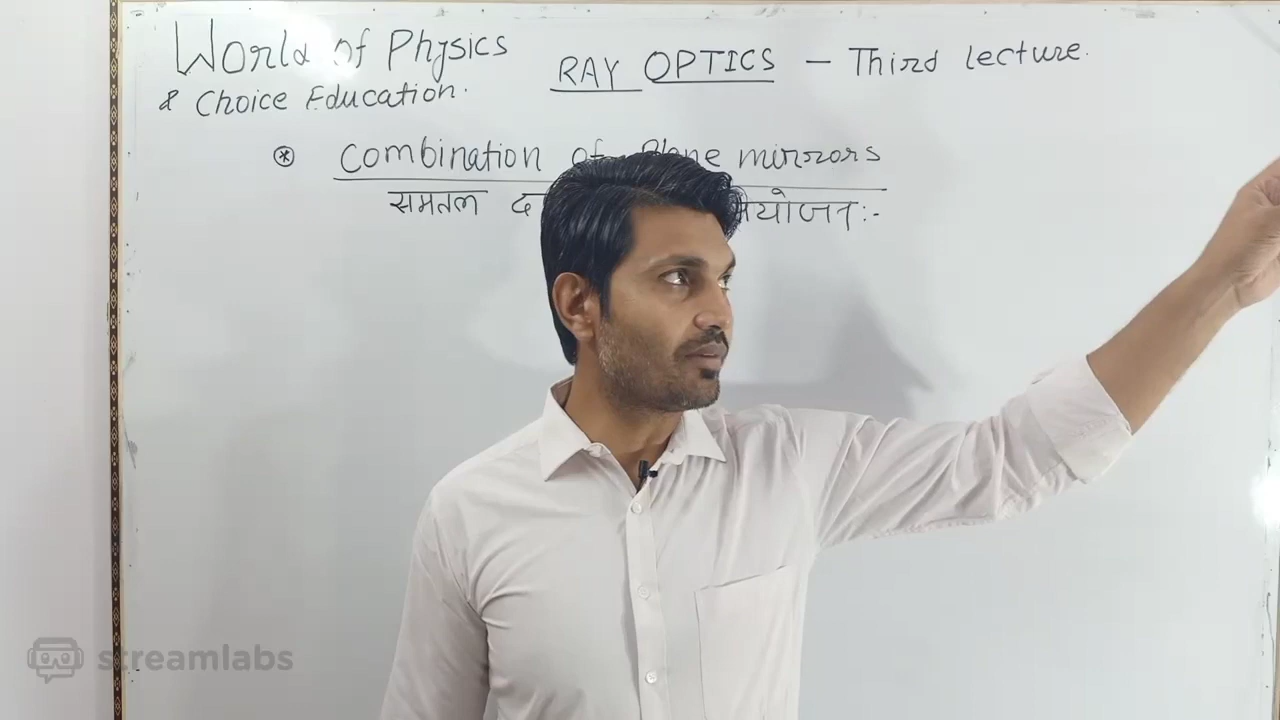 World of Physics
& Choice Education.
RAY OPTICS - Third lecture.
* Combination of Plane mirrors
समतल
streamlabs